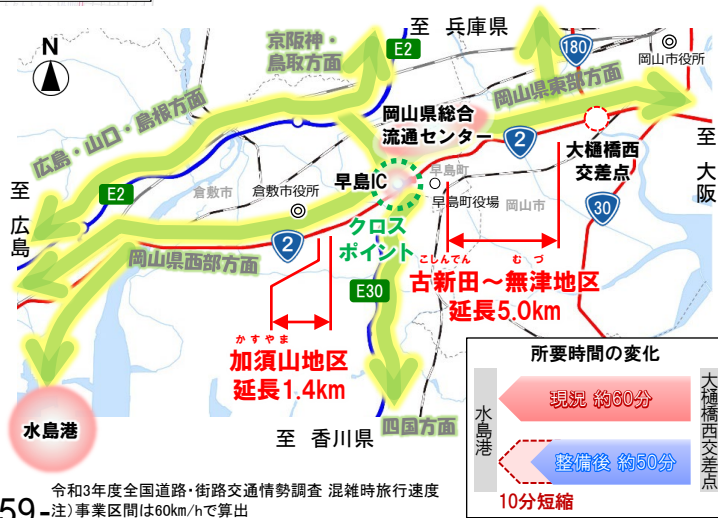 至 兵庫県
N
京阪神・
鳥取方面
E2
180
岡山市役所
岡山県総合
流通センター
岡山県東部方面
広島・山口・島根方面
2
大樋橋西
交差点
至 大阪
早島IC
早島町
E2
倉敷市
倉敷市役所
早島町役場
岡山市
30
至 広島
クロス
ポイント
2
岡山県西部方面
こしんでん むづ
古新田～無津地区
延長5.0km
E30
かすやま
加須山地区
延長1.4km
水島港
至 香川県
四国方面
所要時間の変化
水島港
現況 約60分
整備後 約50分
10分短縮
大樋橋西交差点
59-
令和3年度全国道路・街路交通情勢調査 混雑時旅行速度
注）事業区間は60km/hで算出